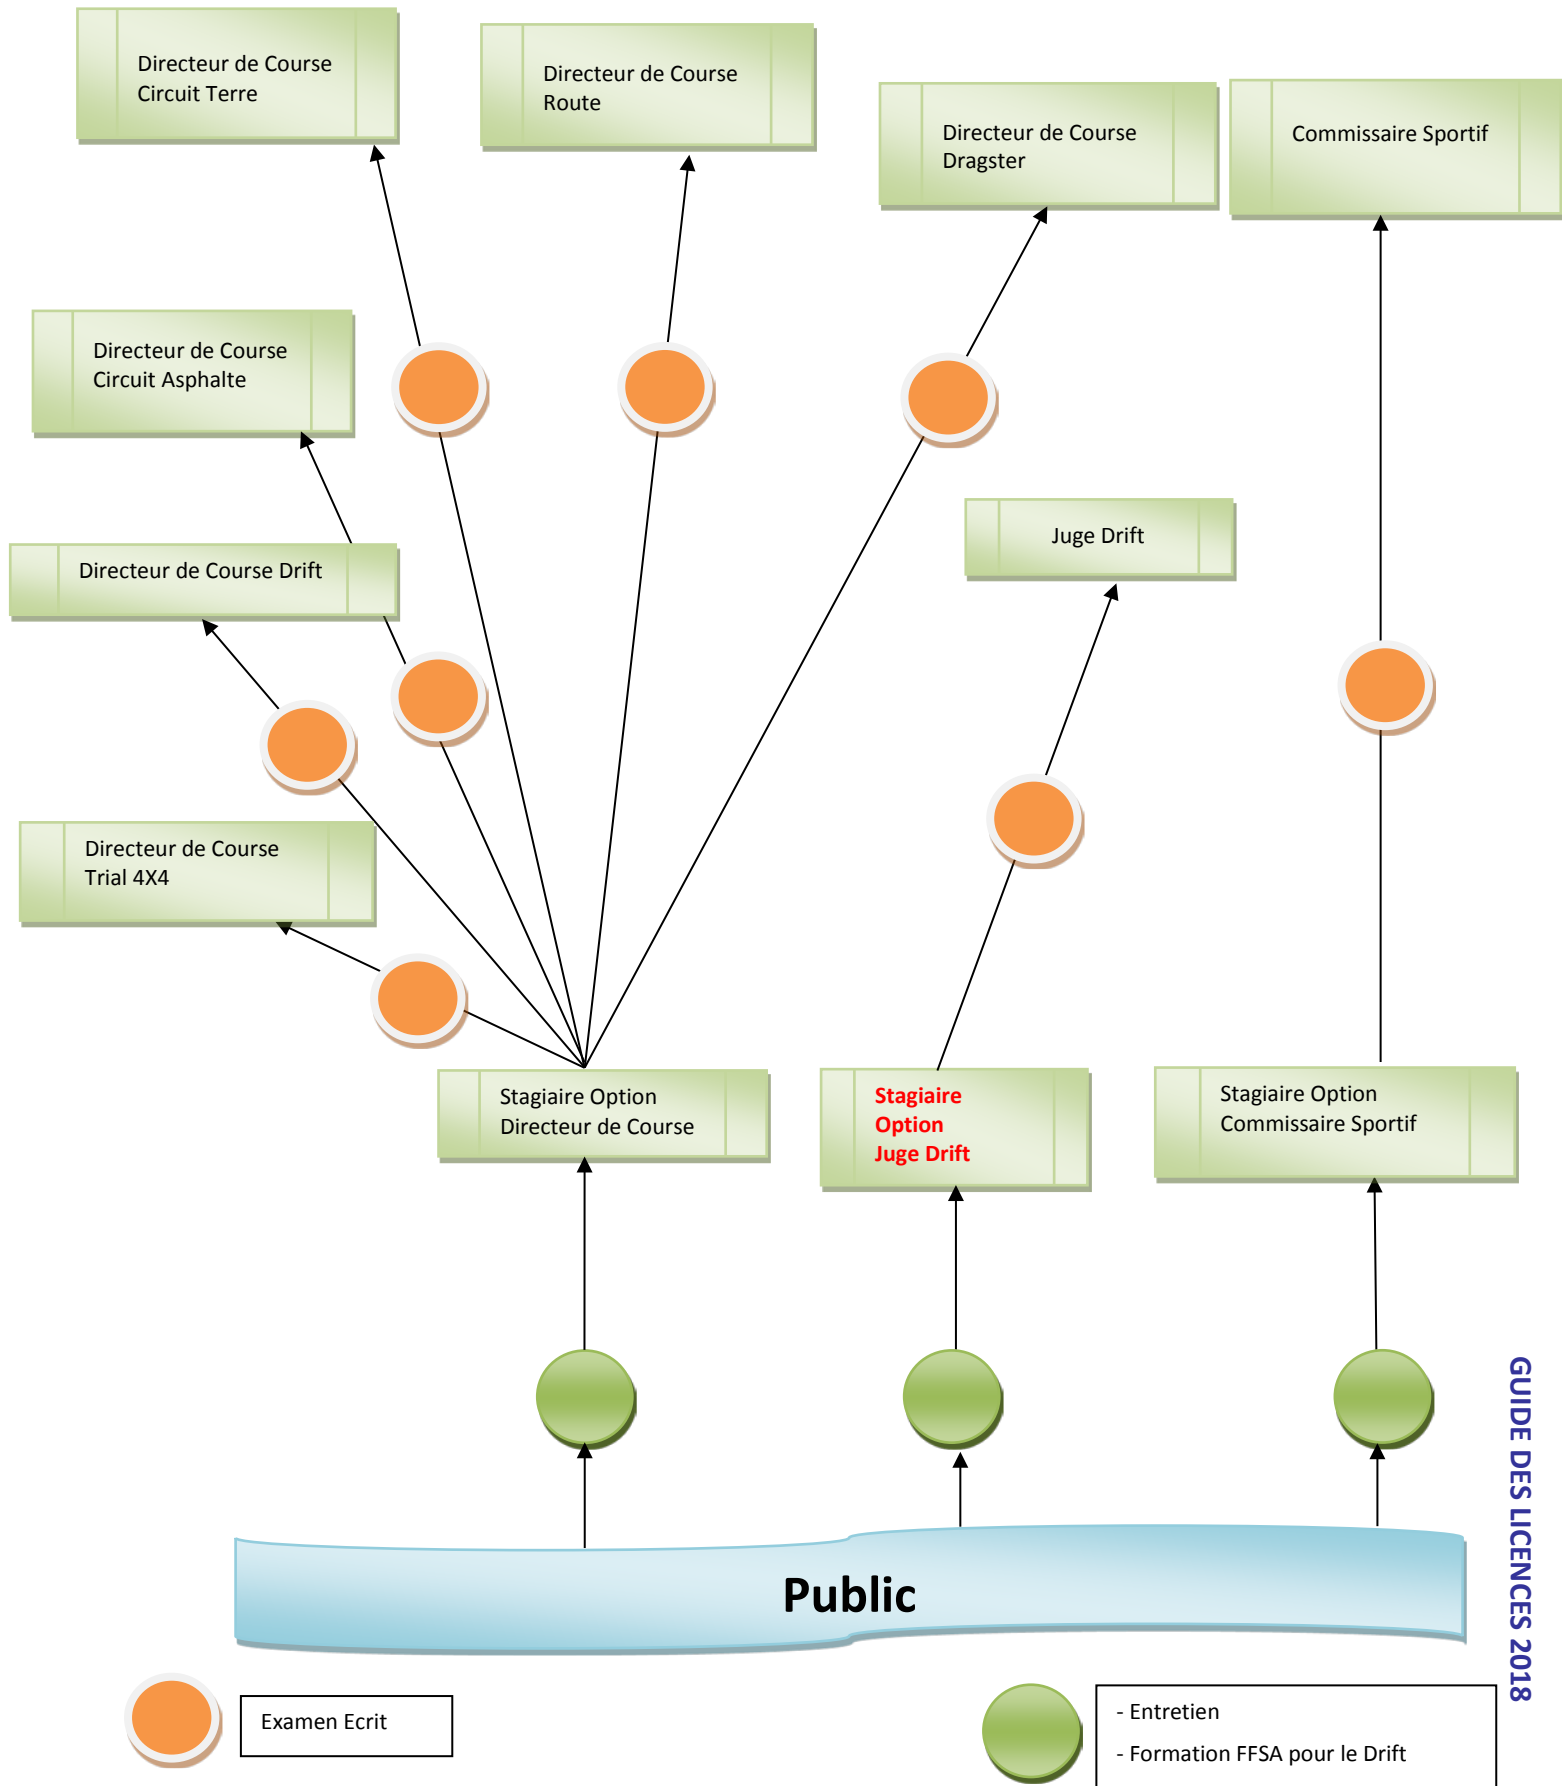 Directeur de Course
Circuit Terre
Directeur de Course
Route
Directeur de Course
Dragster
Commissaire Sportif
Directeur de Course
Circuit Asphalte
Juge Drift
Directeur de Course Drift
Directeur de Course
Trial 4X4
Stagiaire Option
Directeur de Course
Stagiaire
Option
Juge Drift
Stagiaire Option
Commissaire Sportif
GUIDE DES LICENCES 2018
Public
Examen Ecrit
- Entretien
- Formation FFSA pour le Drift